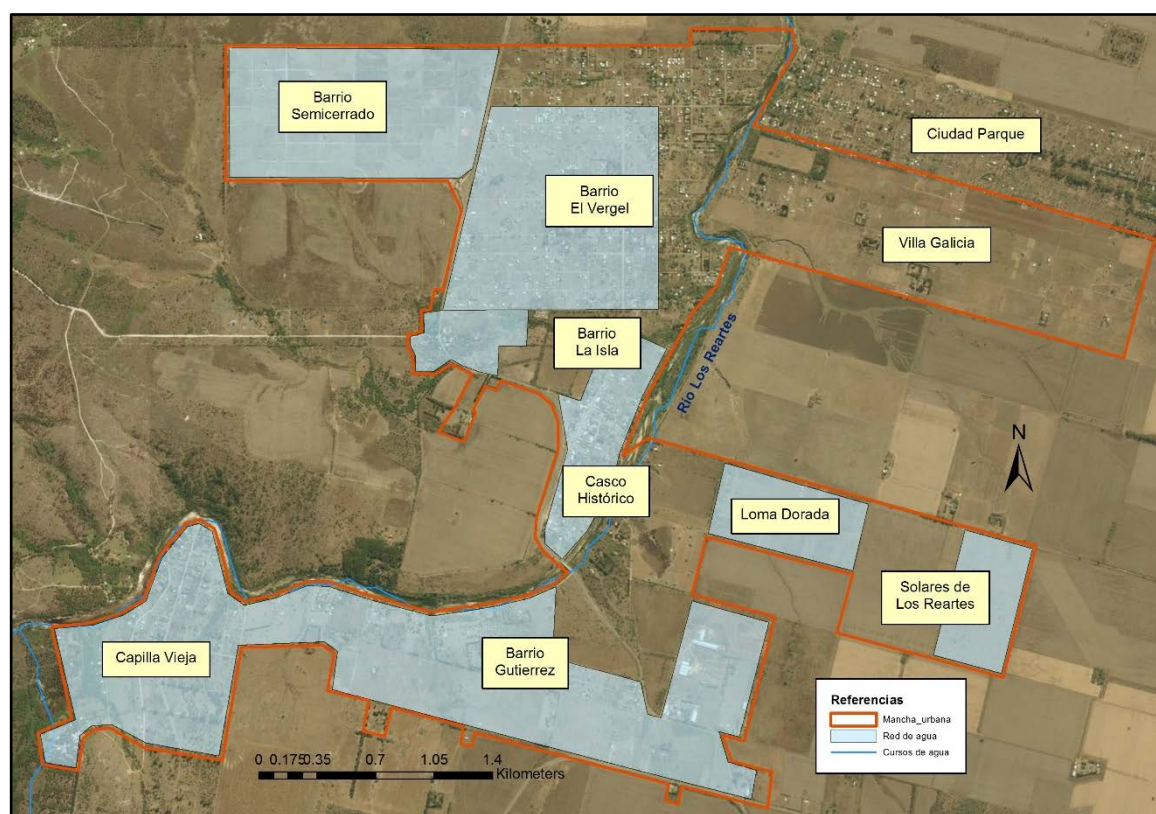 Barrio
Semicerrado
Ciudad Parque
Barrio
El Vergel
Villa Galicia
Barrio
La Isla
Río Los Reartes
N
Casco
Histórico
Loma Dorada
Solares de
Los Reartes
Capilla Vieja
Barrio
Gutierrez
Referencias
Mancha_urbana
Red de agua
Cursos de agua
0 0.175 0.35 0.7 1.05 1.4
Kilometers